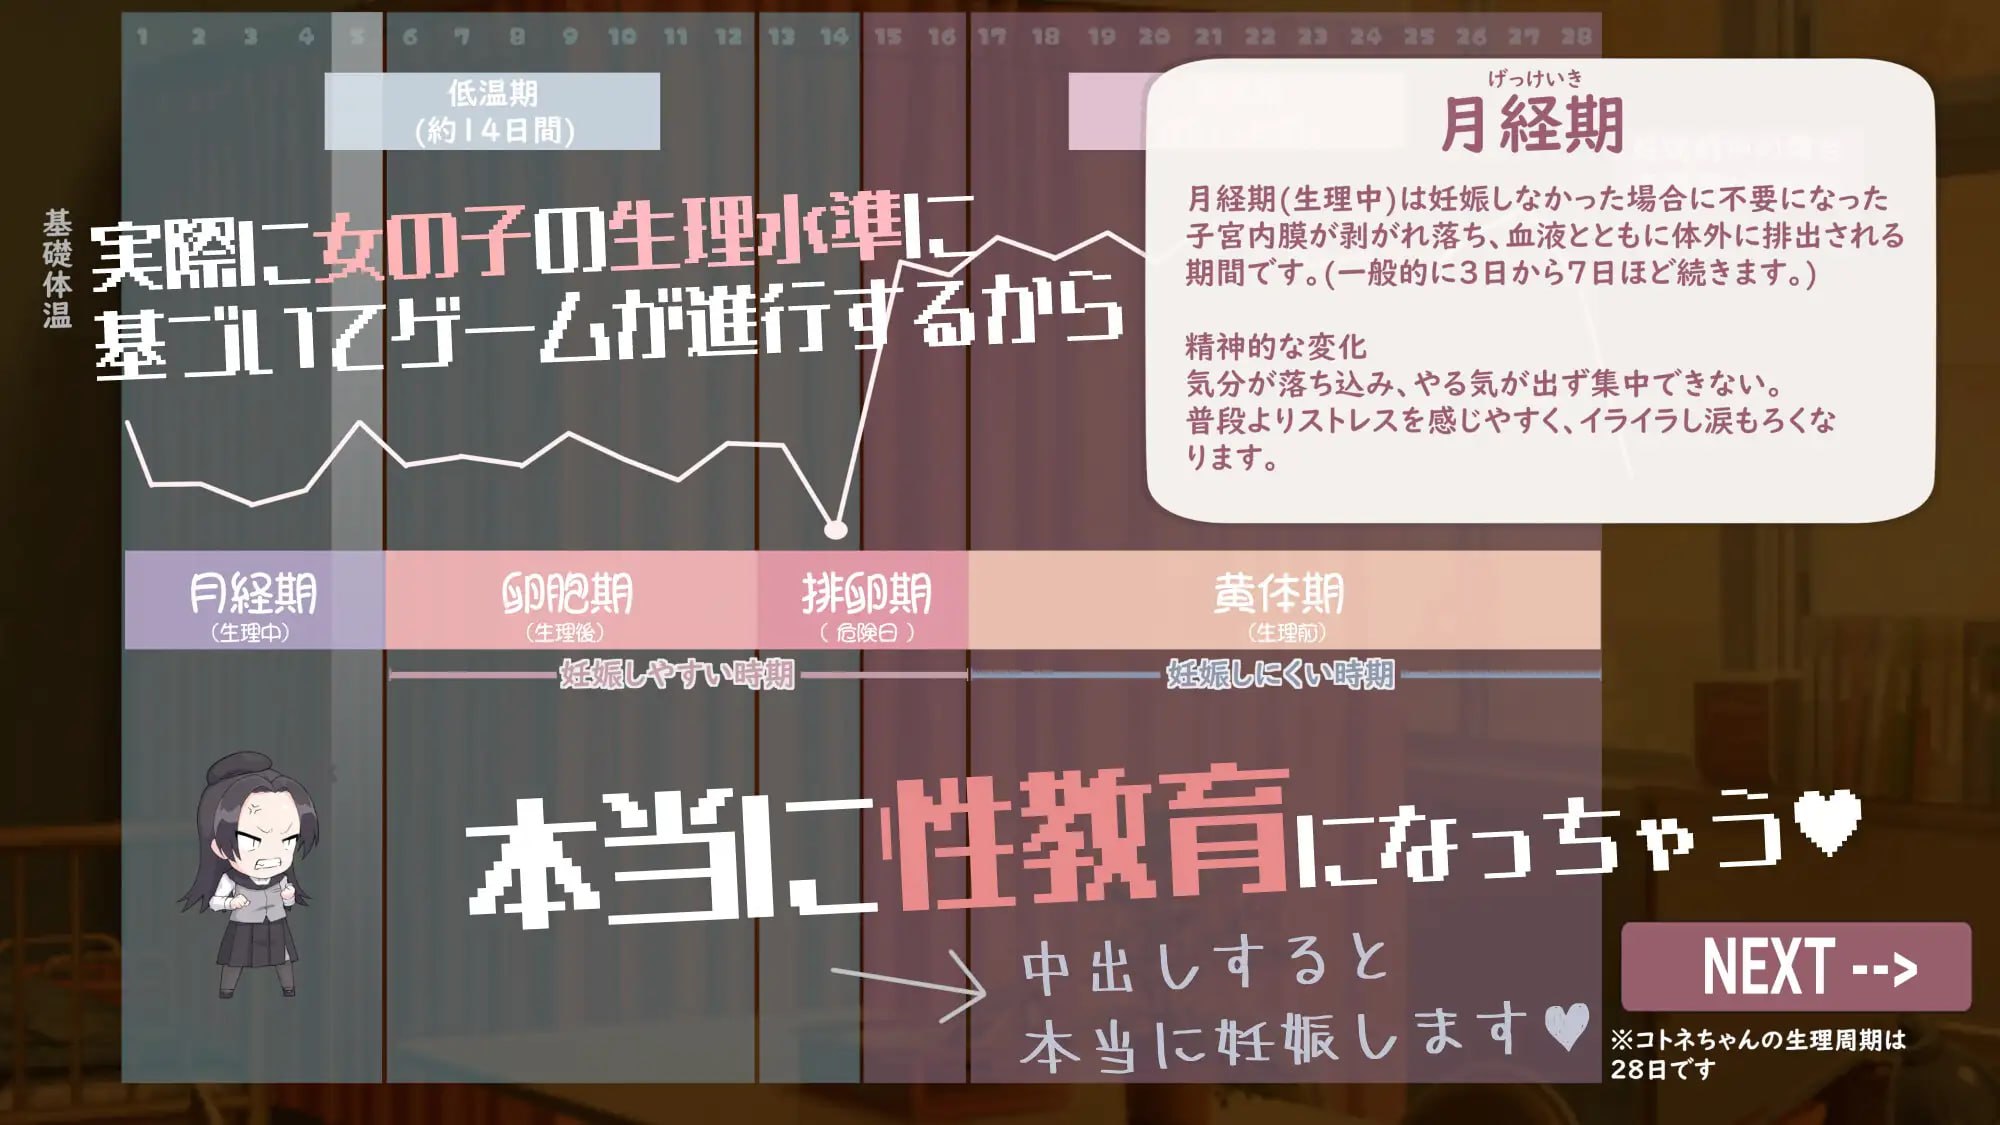 1 2 3 4 5 6 7 8 9 10 11 12 13 14 15 16 17 18 19 20 21 22 23 24 25 26 27 28
低温期
(約14日間)
基礎体温
実際に女の子の生理水準に
基づいてゲームが進行するから
げっけいき
月経期
月経期(生理中)は妊娠しなかった場合に不要になった
子宮内膜が剥がれ落ち、血液とともに体外に排出される
期間です。(一般的に3日から7日ほど続きます。)
精神的な変化
気分が落ち込み、やる気が出ず集中できない。
普段よりストレスを感じやすく、イライラし涙もろくな
ります。
月経期 卵胞期 排卵期 黄体期
(生理中) (生理後) (危険日) (生理前)
妊娠しやすい時期 妊娠しにくい時期
本当に性教育になっちゃう♥
中出しすると
本当に妊娠します♥
NEXT -->
※コトネちゃんの生理周期は
28日です